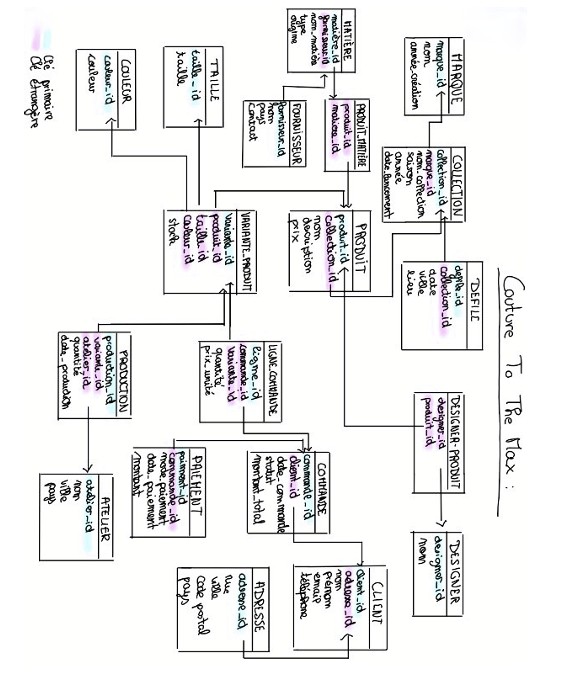 Couture To The Max :
MARQUE
marque_id
nom
année_création
COLLECTION
collection_id
marque_id
nom_collection
saison
année
date_lancement
DEFILE
defile_id
collection_id
date
ville
lieu
DESIGNER-PRODUIT
designer_id
produit_id
DESIGNER
designer_id
nom
MATIÈRE
matière_id
fournisseur_id
nom_matière
type
origine
PRODUIT_MATIÈRE
produit_id
matière_id
FOURNISSEUR
fournisseur_id
nom
pays
contact
PRODUIT
produit_id
collection_id
nom
description
prix
TAILLE
taille_id
taille
COULEUR
couleur_id
couleur
VARIANTE_PRODUIT
variante_id
produit_id
taille_id
couleur_id
stock
LIGNE_COMMANDE
ligne_id
commande_id
variante_id
quantité
prix_unité
COMMANDE
commande_id
client_id
date_commande
statut
montant_total
CLIENT
client_id
adresse_id
nom
prénom
email
téléphone
PRODUCTION
production_id
variante_id
atelier_id
quantité
date_production
PAIEMENT
paiement_id
commande_id
mode_paiement
date_paiement
montant
ADRESSE
adresse_id
rue
ville
code postal
pays
ATELIER
atelier_id
nom
ville
pays
Clé primaire
Clé étrangère